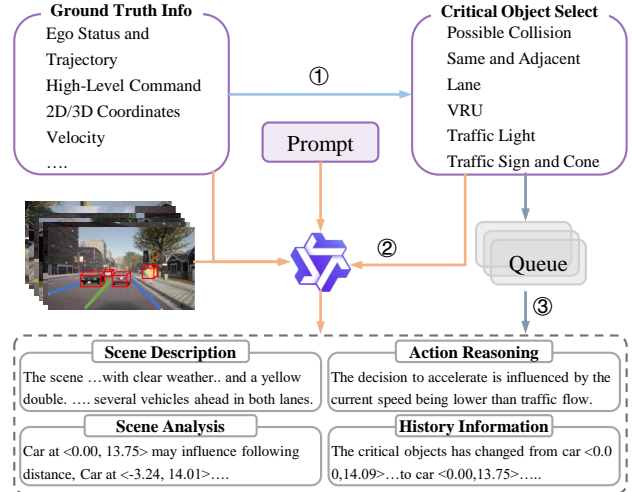 Ground Truth Info
Ego Status and
Trajectory
High-Level Command
2D/3D Coordinates
Velocity
….
①
Critical Object Select
Possible Collision
Same and Adjacent
Lane
VRU
Traffic Light
Traffic Sign and Cone
Prompt
②
Queue
③
Scene Description
The scene …with clear weather.. and a yellow
double. …. several vehicles ahead in both lanes.
Action Reasoning
The decision to accelerate is influenced by the
current speed being lower than traffic flow.
Scene Analysis
Car at <0.00, 13.75> may influence following
distance, Car at <-3.24, 14.01>….
History Information
The critical objects has changed from car <0.0
0,14.09>…to car <0.00,13.75>…..